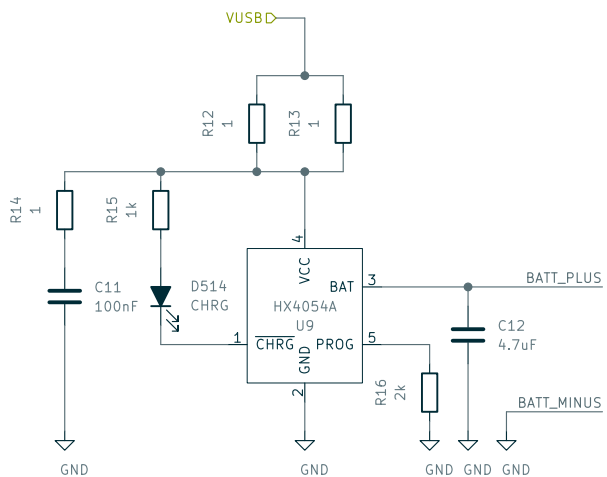 VUSB
R12
1
R13
1
R14
1
R15
1k
4
VCC
C11
100nF
D514
CHRG
HX4054A
U9
BAT
3
BATT_PLUS
1
CHRG
GND
PROG
5
C12
4.7uF
2
R16
2k
BATT_MINUS
GND
GND
GND
GND
GND